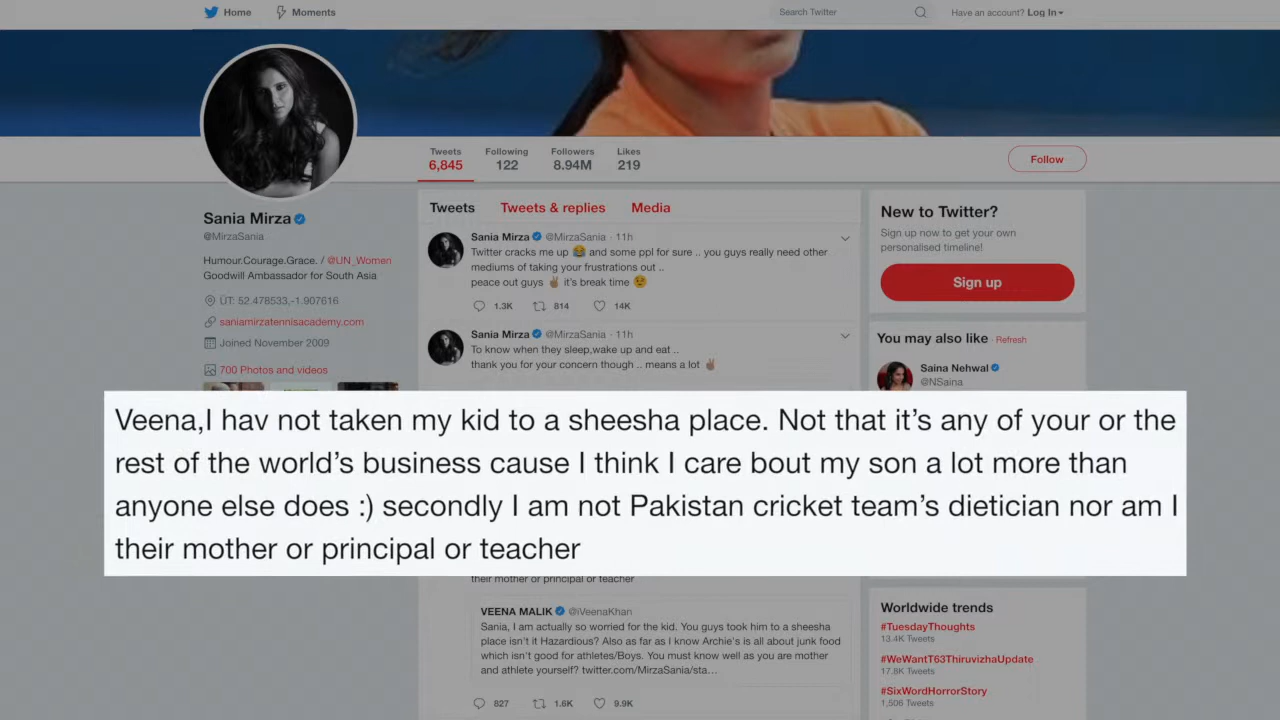 Home Moments Search Twitter Have an account? Log In
Tweets Following Followers Likes
6,845 122 8.94M 219
Follow
Sania Mirza
@MirzaSania
Humour.Courage.Grace. / @UN_Women
Goodwill Ambassador for South Asia
ÜT: 52.478533,-1.907616
saniamirzatennisacademy.com
Joined November 2009
700 Photos and videos
Tweets Tweets & replies Media
Sania Mirza @MirzaSania · 11h
Twitter cracks me up 😂 and some ppl for sure .. you guys really need other
mediums of taking your frustrations out ..
peace out guys ✌🏽 it's break time 😉
1.3K 814 14K
Sania Mirza @MirzaSania · 11h
To know when they sleep,wake up and eat ..
thank you for your concern though .. means a lot ✌🏽
New to Twitter?
Sign up now to get your own
personalised timeline!
Sign up
You may also like · Refresh
Saina Nehwal
@NSaina
Veena,I hav not taken my kid to a sheesha place. Not that it's any of your or the
rest of the world's business cause I think I care bout my son a lot more than
anyone else does :) secondly I am not Pakistan cricket team's dietician nor am I
their mother or principal or teacher
their mother or principal or teacher
VEENA MALIK @iVeenaKhan
Sania, I am actually so worried for the kid. You guys took him to a sheesha
place isn't it Hazardious? Also as far as I know Archie's is all about junk food
which isn't good for athletes/Boys. You must know well as you are mother
and athlete yourself? twitter.com/MirzaSania/sta…
827 1.6K 9.9K
Worldwide trends
#TuesdayThoughts
13.4K Tweets
#WeWantT63ThiruvizhaUpdate
17.8K Tweets
#SixWordHorrorStory
1,506 Tweets